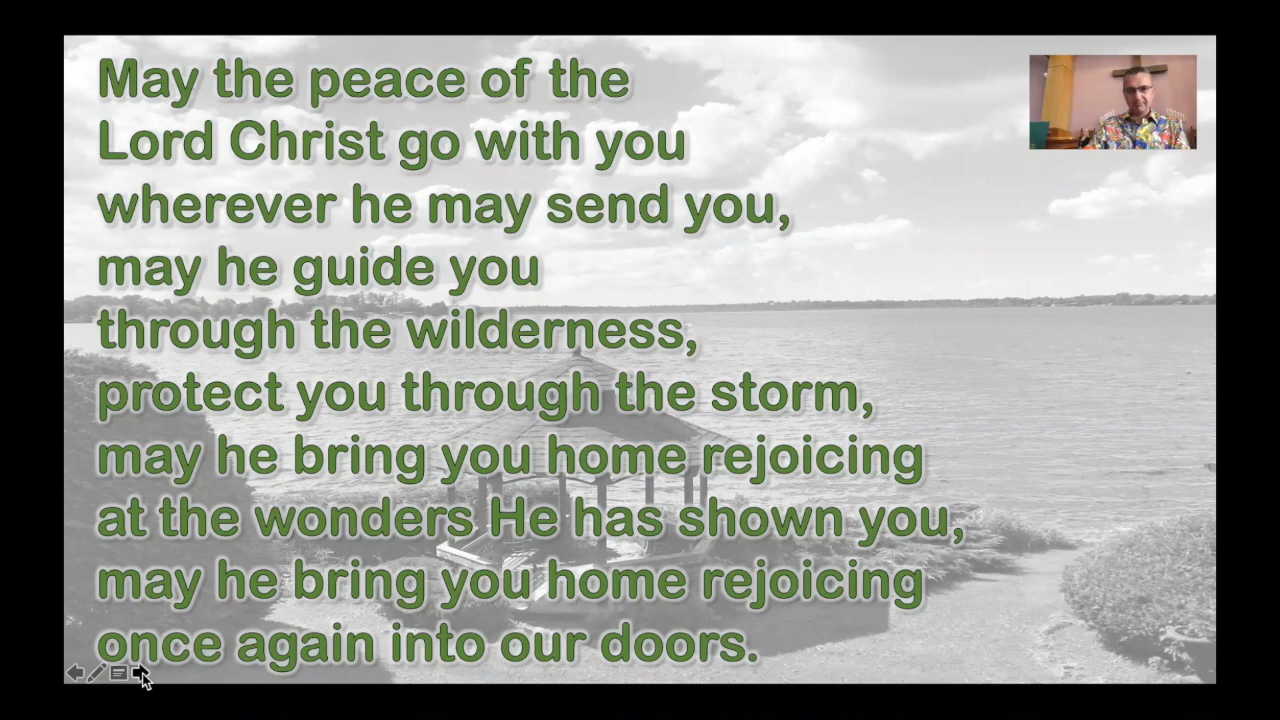 May the peace of the
Lord Christ go with you
wherever he may send you,
may he guide you
through the wilderness,
protect you through the storm,
may he bring you home rejoicing
at the wonders He has shown you,
may he bring you home rejoicing
once again into our doors.